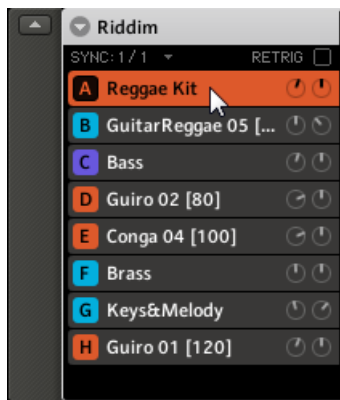 Riddim
SYNC: 1 / 1 RETRIG
A Reggae Kit
B GuitarReggae 05 [...
C Bass
D Guiro 02 [80]
E Conga 04 [100]
F Brass
G Keys&Melody
H Guiro 01 [120]